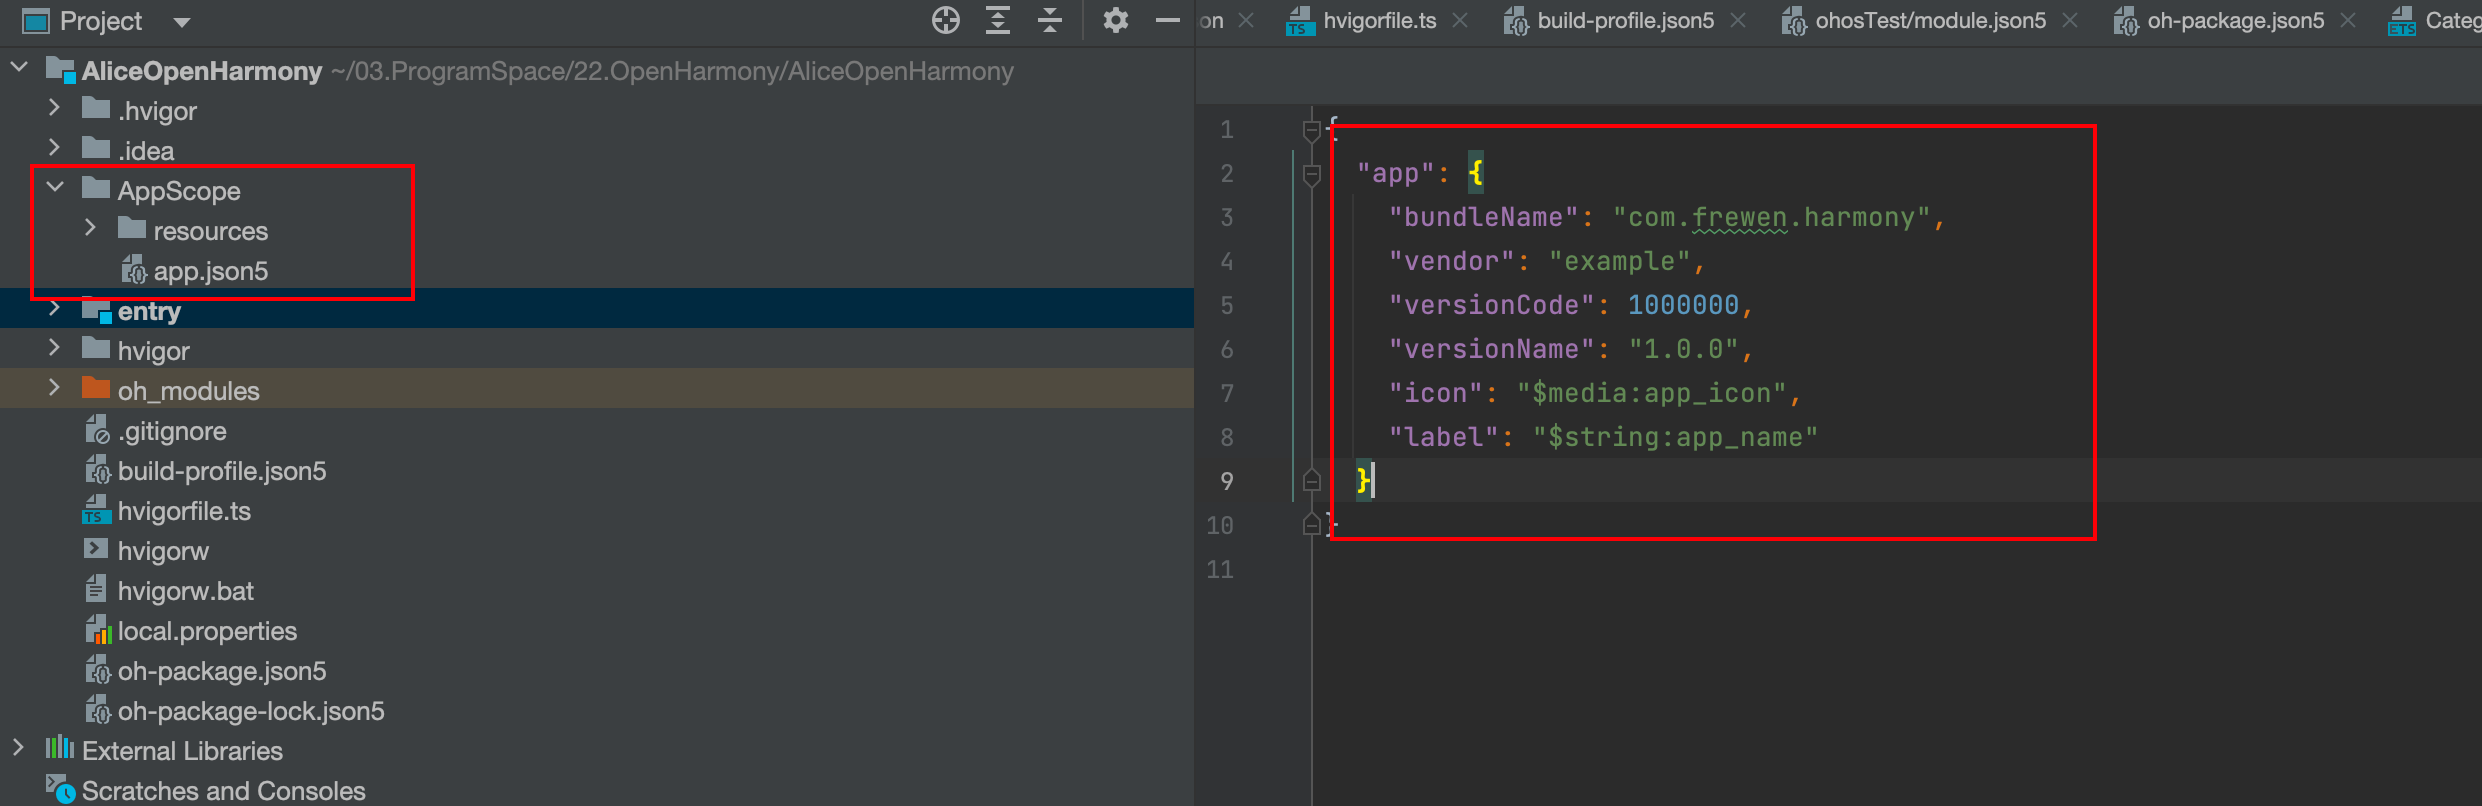 Project
AliceOpenHarmony ~/03.ProgramSpace/22.OpenHarmony/AliceOpenHarmony
.hvigor
.idea
AppScope
resources
app.json5
entry
hvigor
oh_modules
.gitignore
build-profile.json5
hvigorfile.ts
hvigorw
hvigorw.bat
local.properties
oh-package.json5
oh-package-lock.json5
External Libraries
Scratches and Consoles
on hvigorfile.ts build-profile.json5 ohosTest/module.json5 oh-package.json5 Categ
1 {
2 "app": {
3 "bundleName": "com.frewen.harmony",
4 "vendor": "example",
5 "versionCode": 1000000,
6 "versionName": "1.0.0",
7 "icon": "$media:app_icon",
8 "label": "$string:app_name"
9 }
10 }
11